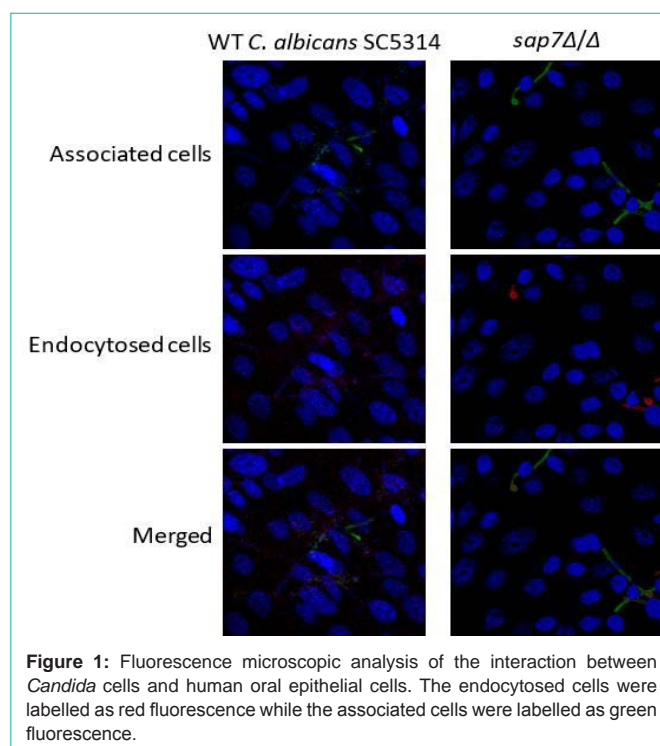 WT C. albicans SC5314 sap7Δ/Δ
Associated cells
Endocytosed cells
Merged
Figure 1: Fluorescence microscopic analysis of the interaction between
Candida cells and human oral epithelial cells. The endocytosed cells were
labelled as red fluorescence while the associated cells were labelled as green
fluorescence.